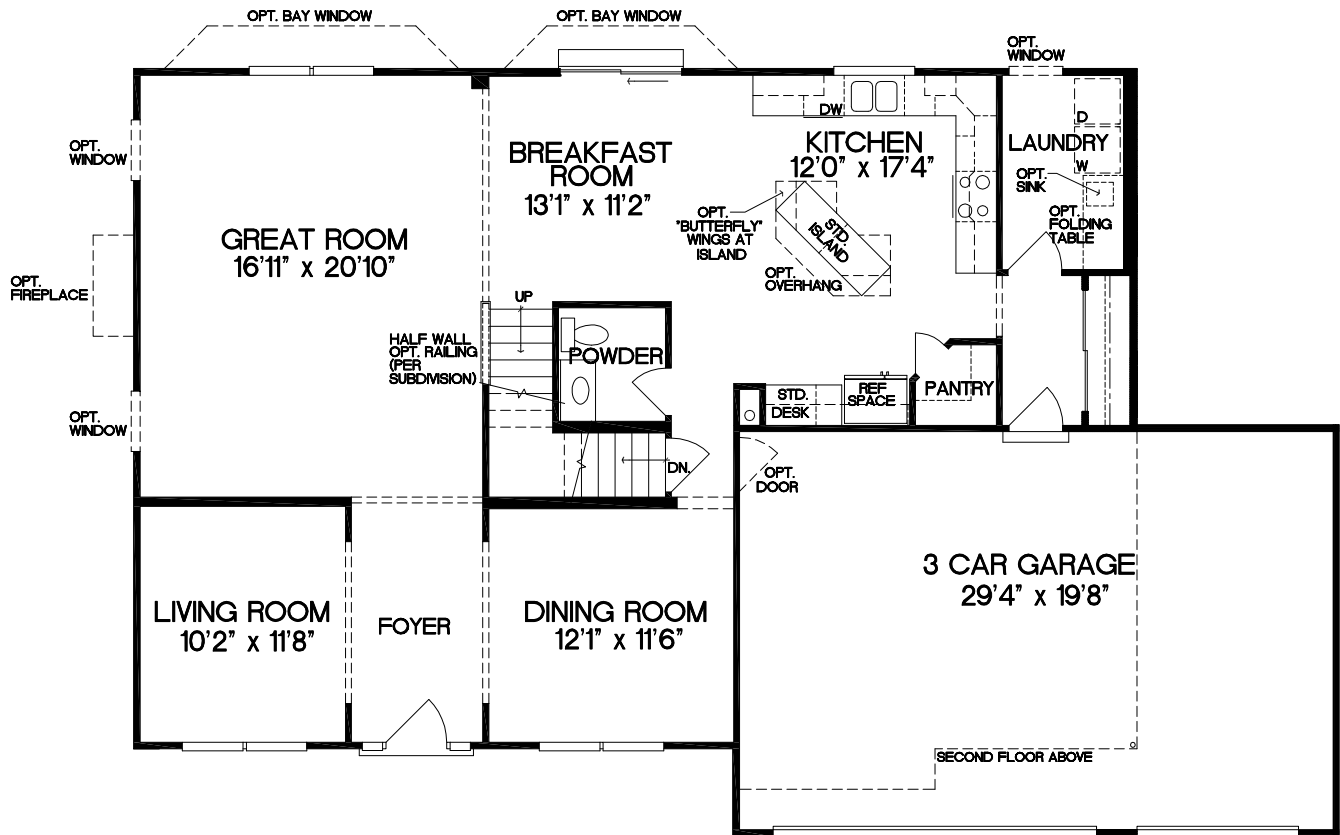 OPT. BAY WINDOW
OPT. BAY WINDOW
OPT.
WINDOW
OPT.
WINDOW
BREAKFAST
ROOM
13'1" X 11'2"
DW
KITCHEN
12'0" X 17'4"
D
LAUNDRY
W
OPT.
SINK
OPT.
FOLDING
TABLE
OPT.
"BUTTERFLY"
WINGS AT
ISLAND
STD.
ISLAND
OPT.
OVERHANG
GREAT ROOM
16'11" X 20'10"
OPT.
FIREPLACE
UP
HALF WALL
OPT. RAILING
(PER
SUBDIVISION)
POWDER
STD.
DESK
REF
SPACE
PANTRY
OPT.
WINDOW
DN.
OPT.
DOOR
3 CAR GARAGE
29'4" X 19'8"
LIVING ROOM
10'2" X 11'8"
FOYER
DINING ROOM
12'1" X 11'6"
SECOND FLOOR ABOVE